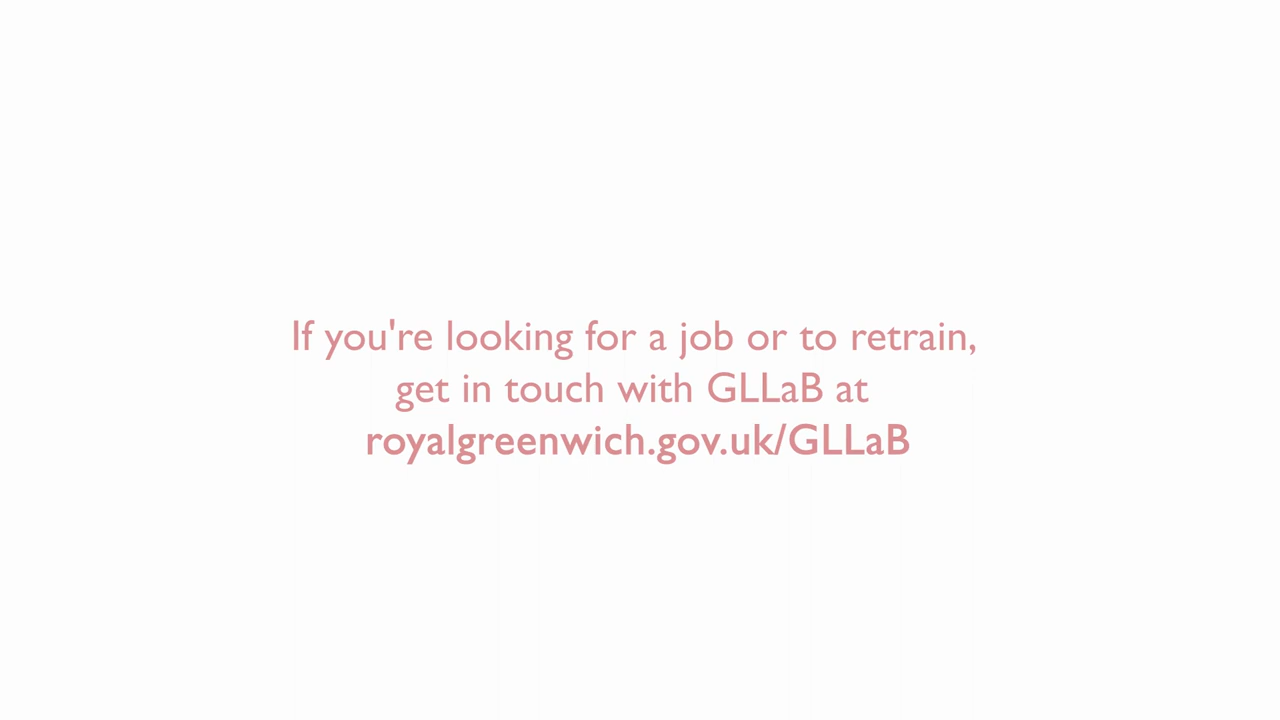 If you're looking for a job or to retrain,
get in touch with GLLaB at
royalgreenwich.gov.uk/GLLaB